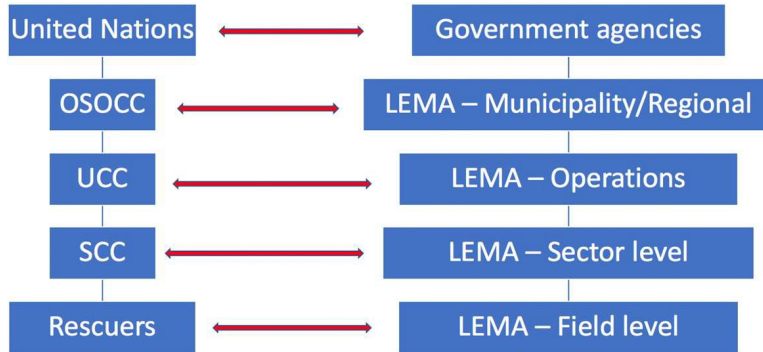 United Nations
Government agencies
OSOCC
LEMA – Municipality/Regional
UCC
LEMA – Operations
SCC
LEMA – Sector level
Rescuers
LEMA – Field level